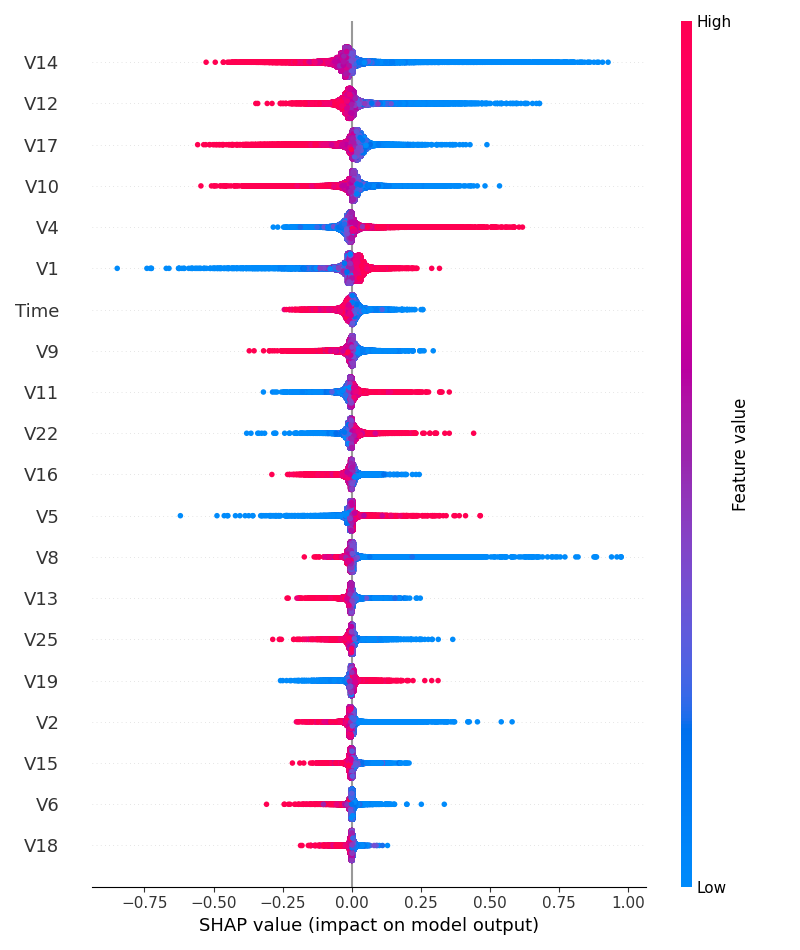 High
V14
V12
V17
V10
V4
V1
Time
V9
V11
V22
V16
V5
V8
V13
V25
V19
V2
V15
V6
V18
Feature value
Low
−0.75 −0.50 −0.25 0.00 0.25 0.50 0.75 1.00
SHAP value (impact on model output)